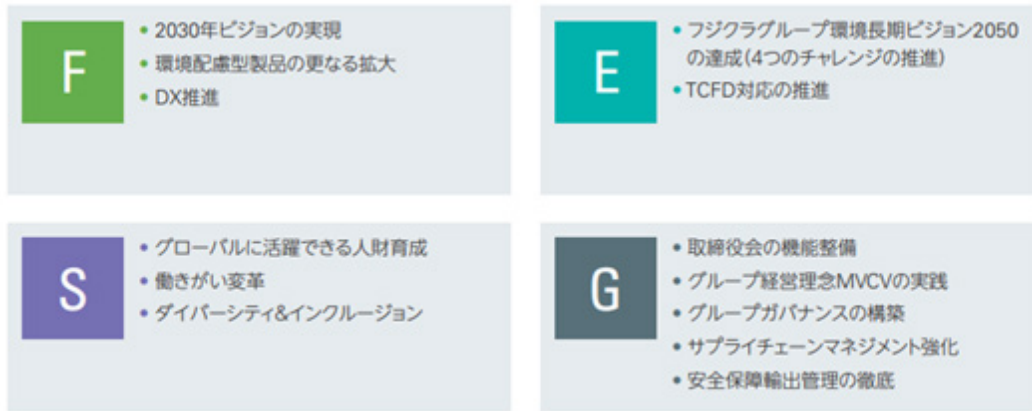 F
• 2030年ビジョンの実現
• 環境配慮型製品の更なる拡大
• DX推進
E
• フジクラグループ環境長期ビジョン2050
の達成(4つのチャレンジの推進)
• TCFD対応の推進
S
• グローバルに活躍できる人財育成
• 働きがい変革
• ダイバーシティ&インクルージョン
G
• 取締役会の機能整備
• グループ経営理念MVCVの実践
• グループガバナンスの構築
• サプライチェーンマネジメント強化
• 安全保障輸出管理の徹底